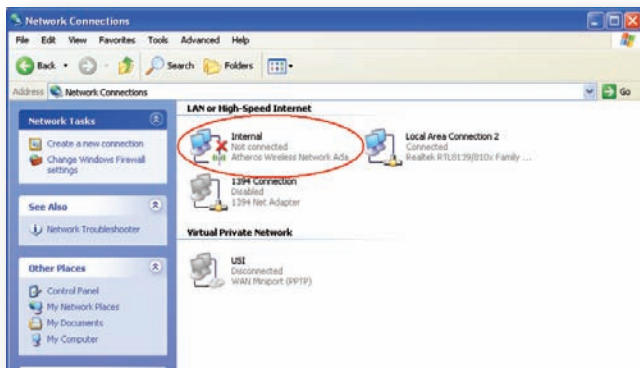 Network Connections
File Edit View Favorites Tools Advanced Help
Back Search Folders
Address Network Connections Go
Network Tasks
Create a new connection
Change Windows Firewall
settings
See Also
Network Troubleshooter
Other Places
Control Panel
My Network Places
My Documents
My Computer
LAN or High-Speed Internet
Internal
Not connected
Atheros Wireless Network Ada...
Local Area Connection 2
Connected
Realtek RTL8139/810x Family ...
1394 Connection
Disabled
1394 Net Adapter
Virtual Private Network
USI
Disconnected
WAN Miniport (PPTP)